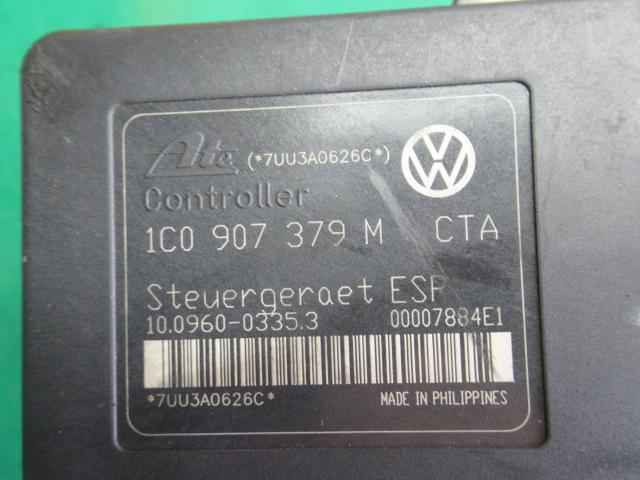 Ate (*7UU3A0626C*)
Controller
1C0 907 379 M CTA
Steuergeraet ESP
10.0960-0335.3 00007884E1
*7UU3A0626C* MADE IN PHILIPPINES